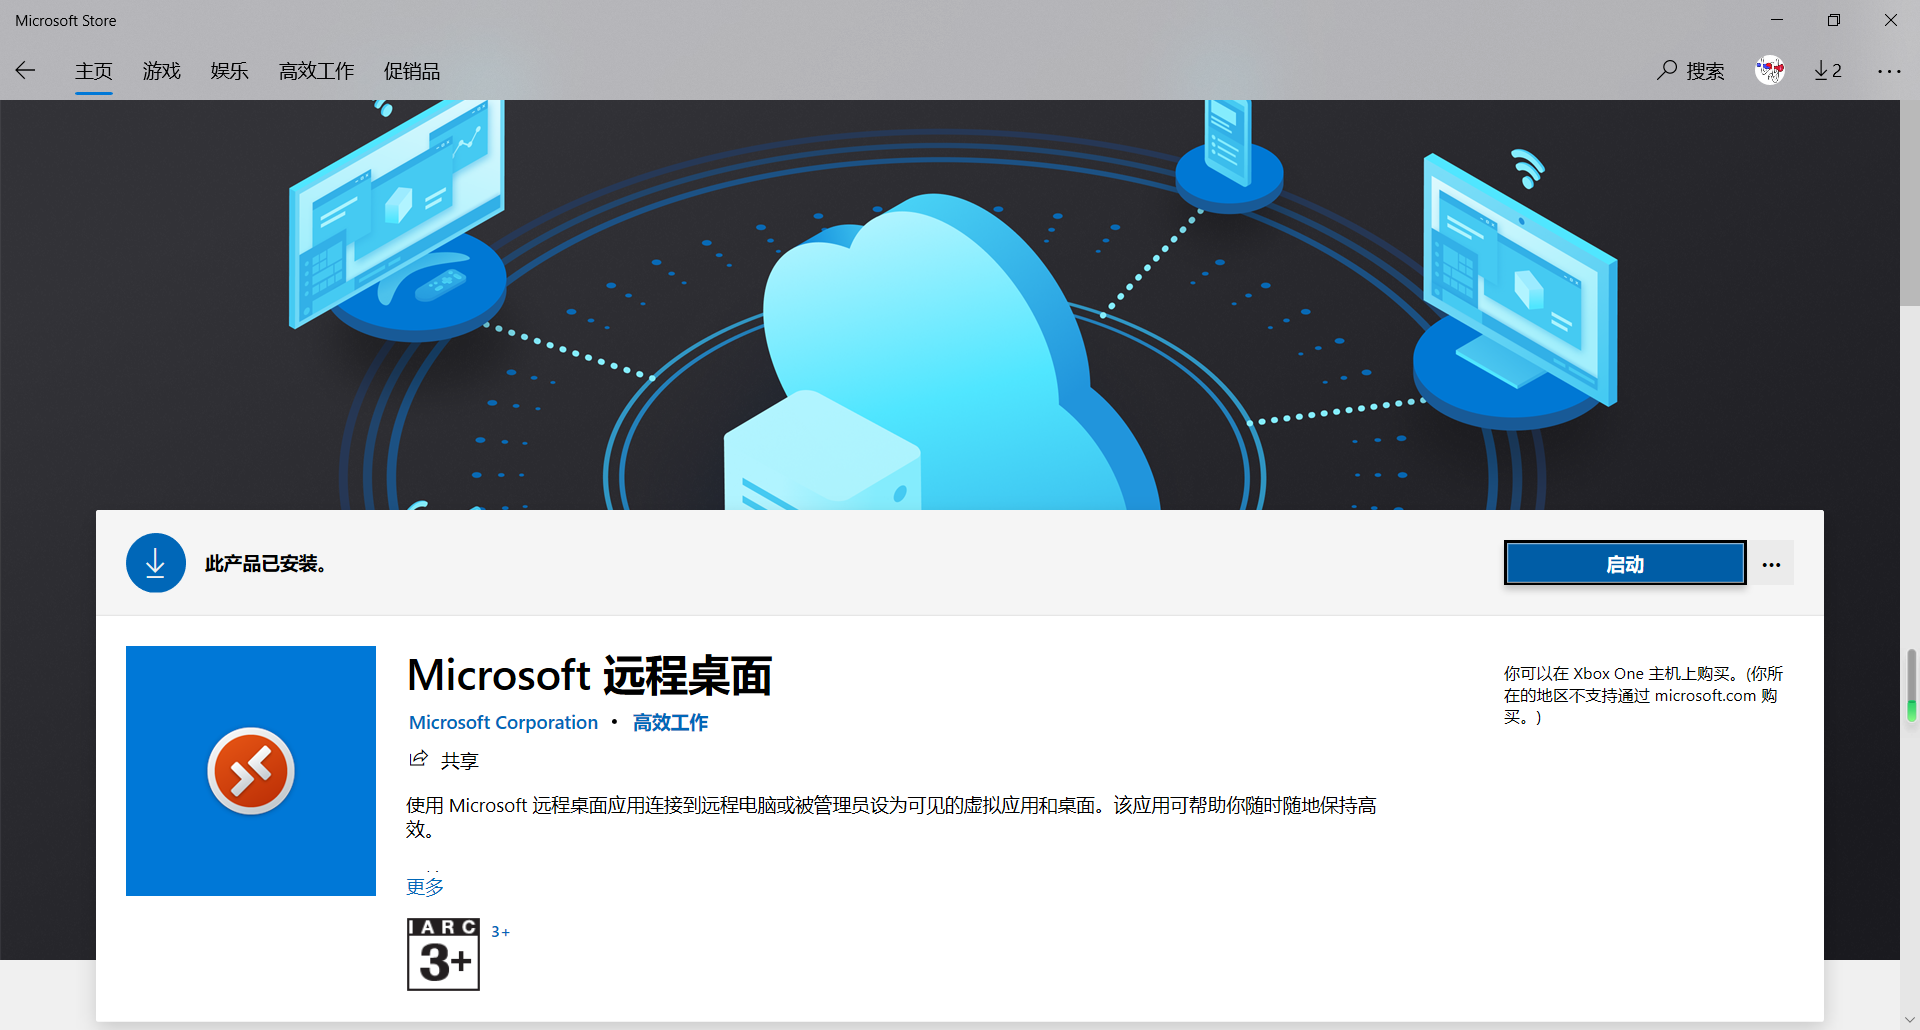 Microsoft Store
主页 游戏 娱乐 高效工作 促销品 搜索 2
此产品已安装。 启动
Microsoft 远程桌面
Microsoft Corporation • 高效工作
共享
使用 Microsoft 远程桌面应用连接到远程电脑或被管理员设为可见的虚拟应用和桌面。该应用可帮助你随时随地保持高
效。
更多
IARC
3+
3+
你可以在 Xbox One 主机上购买。(你所
在的地区不支持通过 microsoft.com 购
买。)